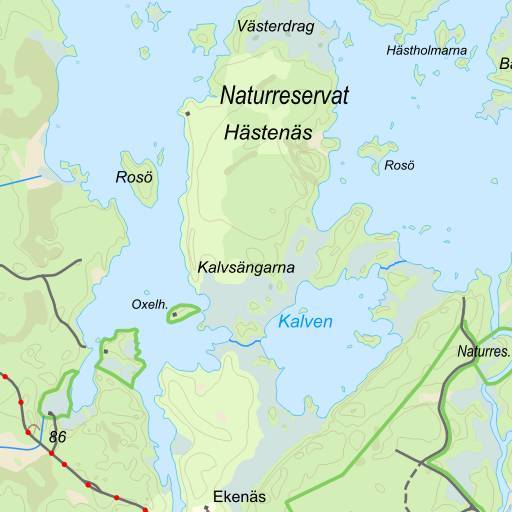 Västerdrag
Hästholmarna
Naturreservat
Hästenäs
Rosö
Rosö
Kalvsängarna
Oxelh.
Kalven
Naturres.
86
Ekenäs